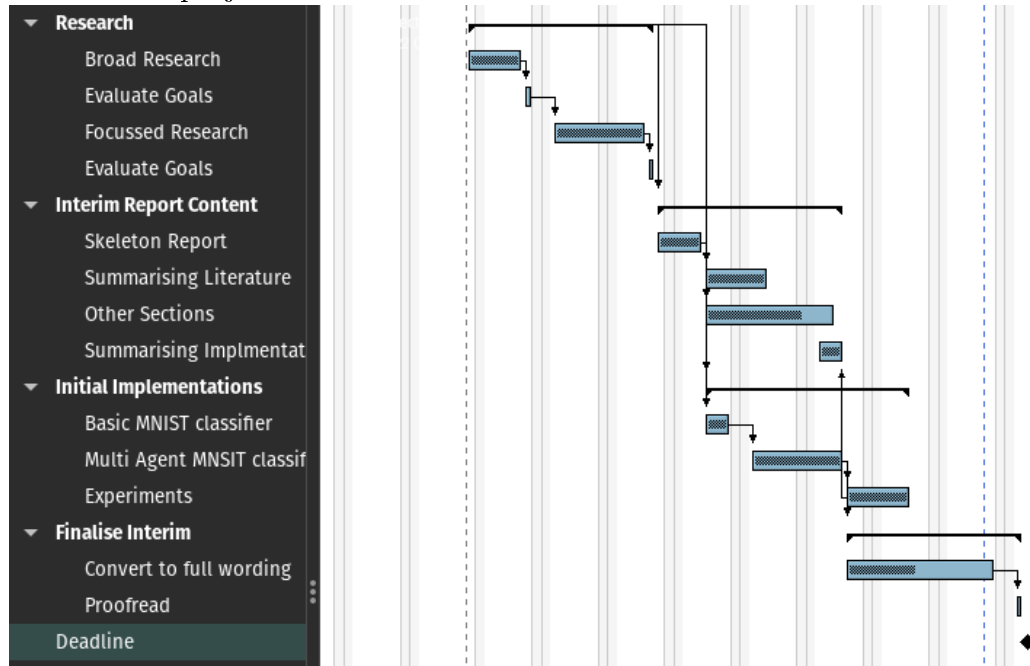 Research
Broad Research
Evaluate Goals
Focussed Research
Evaluate Goals
Interim Report Content
Skeleton Report
Summarising Literature
Other Sections
Summarising Implmentat
Initial Implementations
Basic MNIST classifier
Multi Agent MNSIT classif
Experiments
Finalise Interim
Convert to full wording
Proofread
Deadline